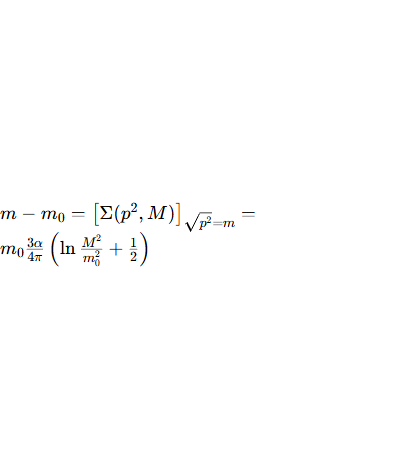 m − m₀ = [Σ(p², M)]_{√p²=m} =
m₀ 3α/4π (ln M²/m₀² + 1/2)